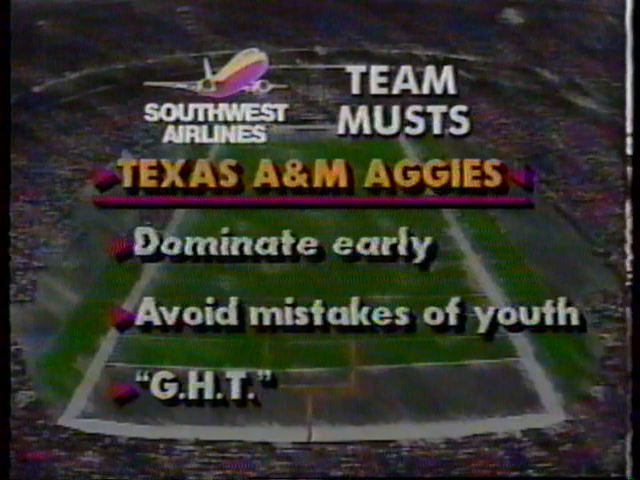 SOUTHWEST
AIRLINES
TEAM
MUSTS
TEXAS A&M AGGIES
Dominate early
Avoid mistakes of youth
"G.H.T."